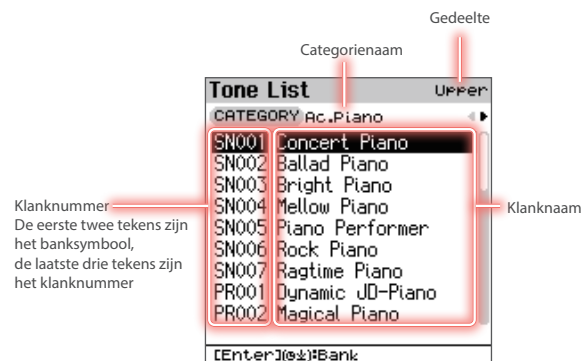 Gedeelte
Categorienaam
Tone List Upper
CATEGORY Ac.Piano
SN001 Concert Piano
SN002 Ballad Piano
SN003 Bright Piano
SN004 Mellow Piano
SN005 Piano Performer
SN006 Rock Piano
SN007 Ragtime Piano
PR001 Dynamic JD-Piano
PR002 Magical Piano
[Enter](⊚±):Bank
Klanknummer
De eerste twee tekens zijn
het banksymbool,
de laatste drie tekens zijn
het klanknummer
Klanknaam